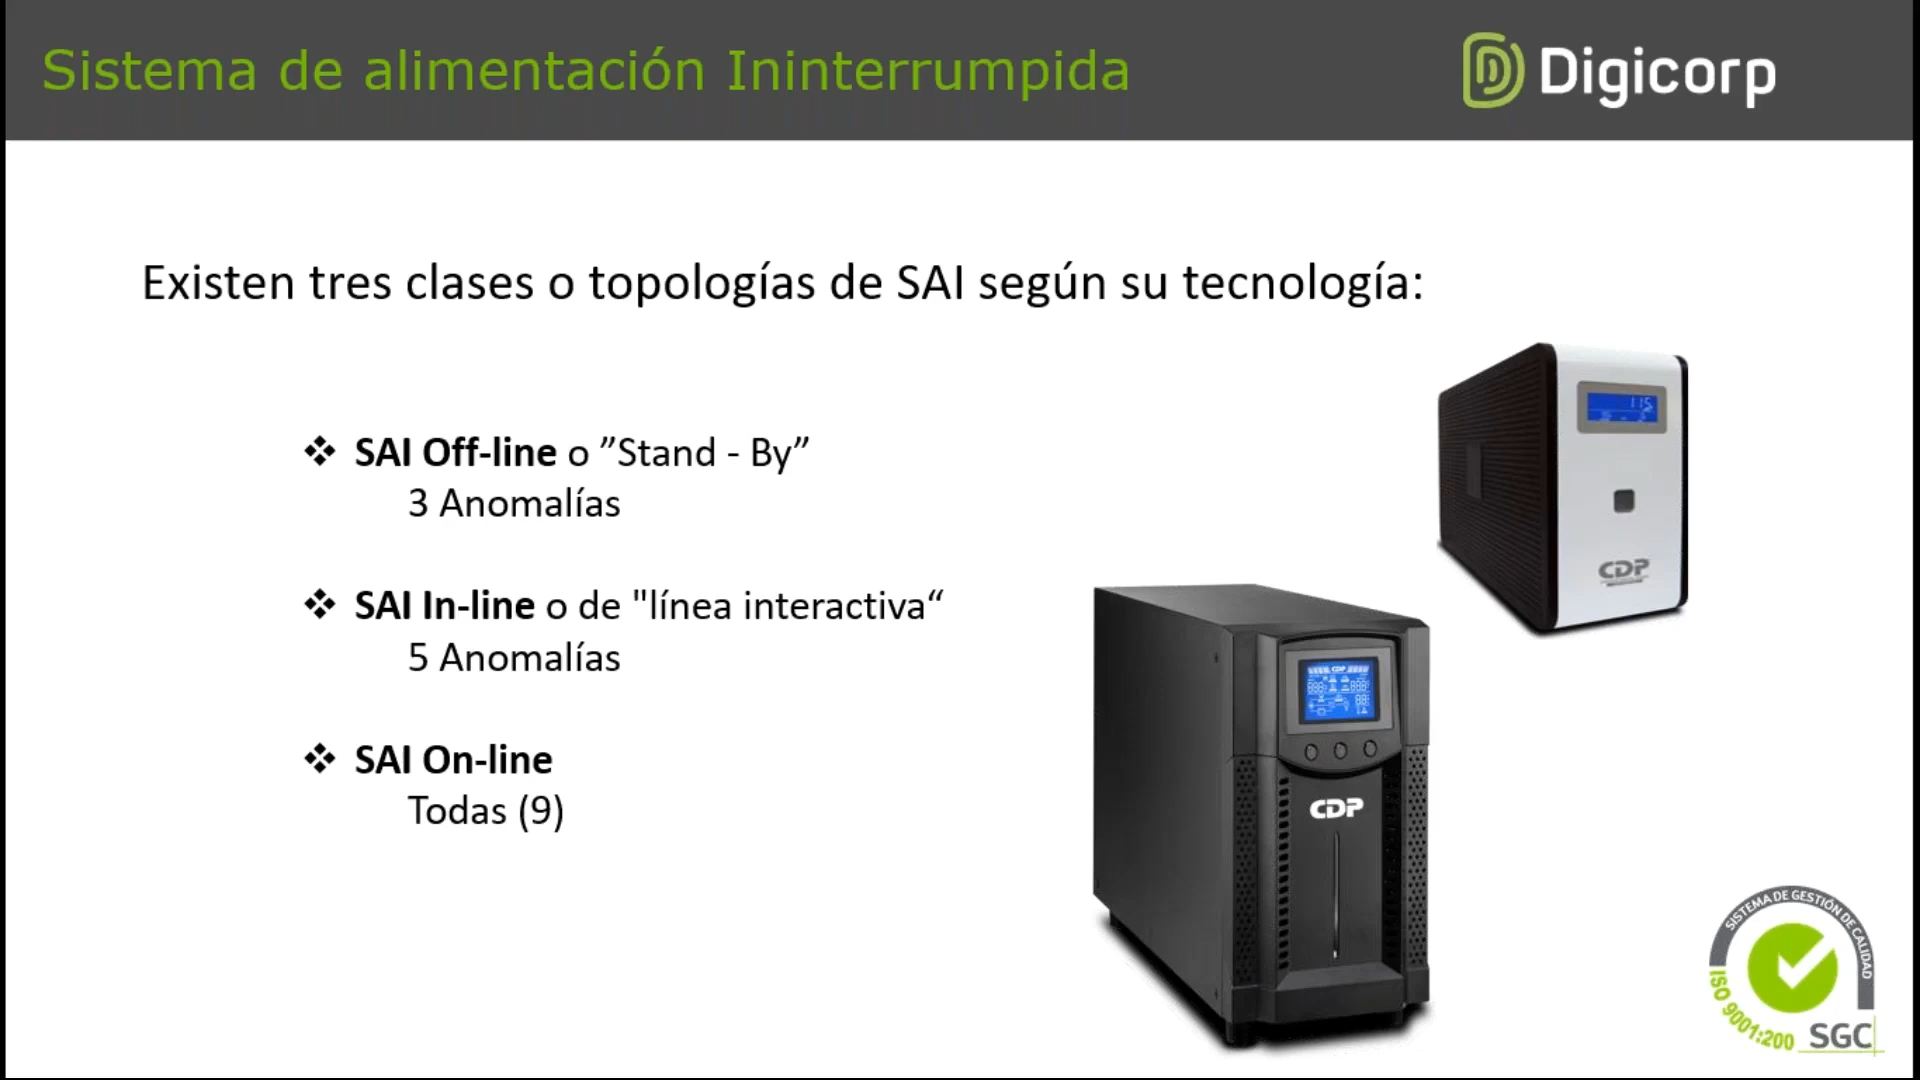 Sistema de alimentación Ininterrumpida
Digicorp
Existen tres clases o topologías de SAI según su tecnología:
❖ SAI Off-line o ”Stand - By”
3 Anomalías
❖ SAI In-line o de "línea interactiva“
5 Anomalías
❖ SAI On-line
Todas (9)
115
CDP
CDP
CDP
SISTEMA DE GESTIÓN DE CALIDAD
ISO 9001:200
SGC